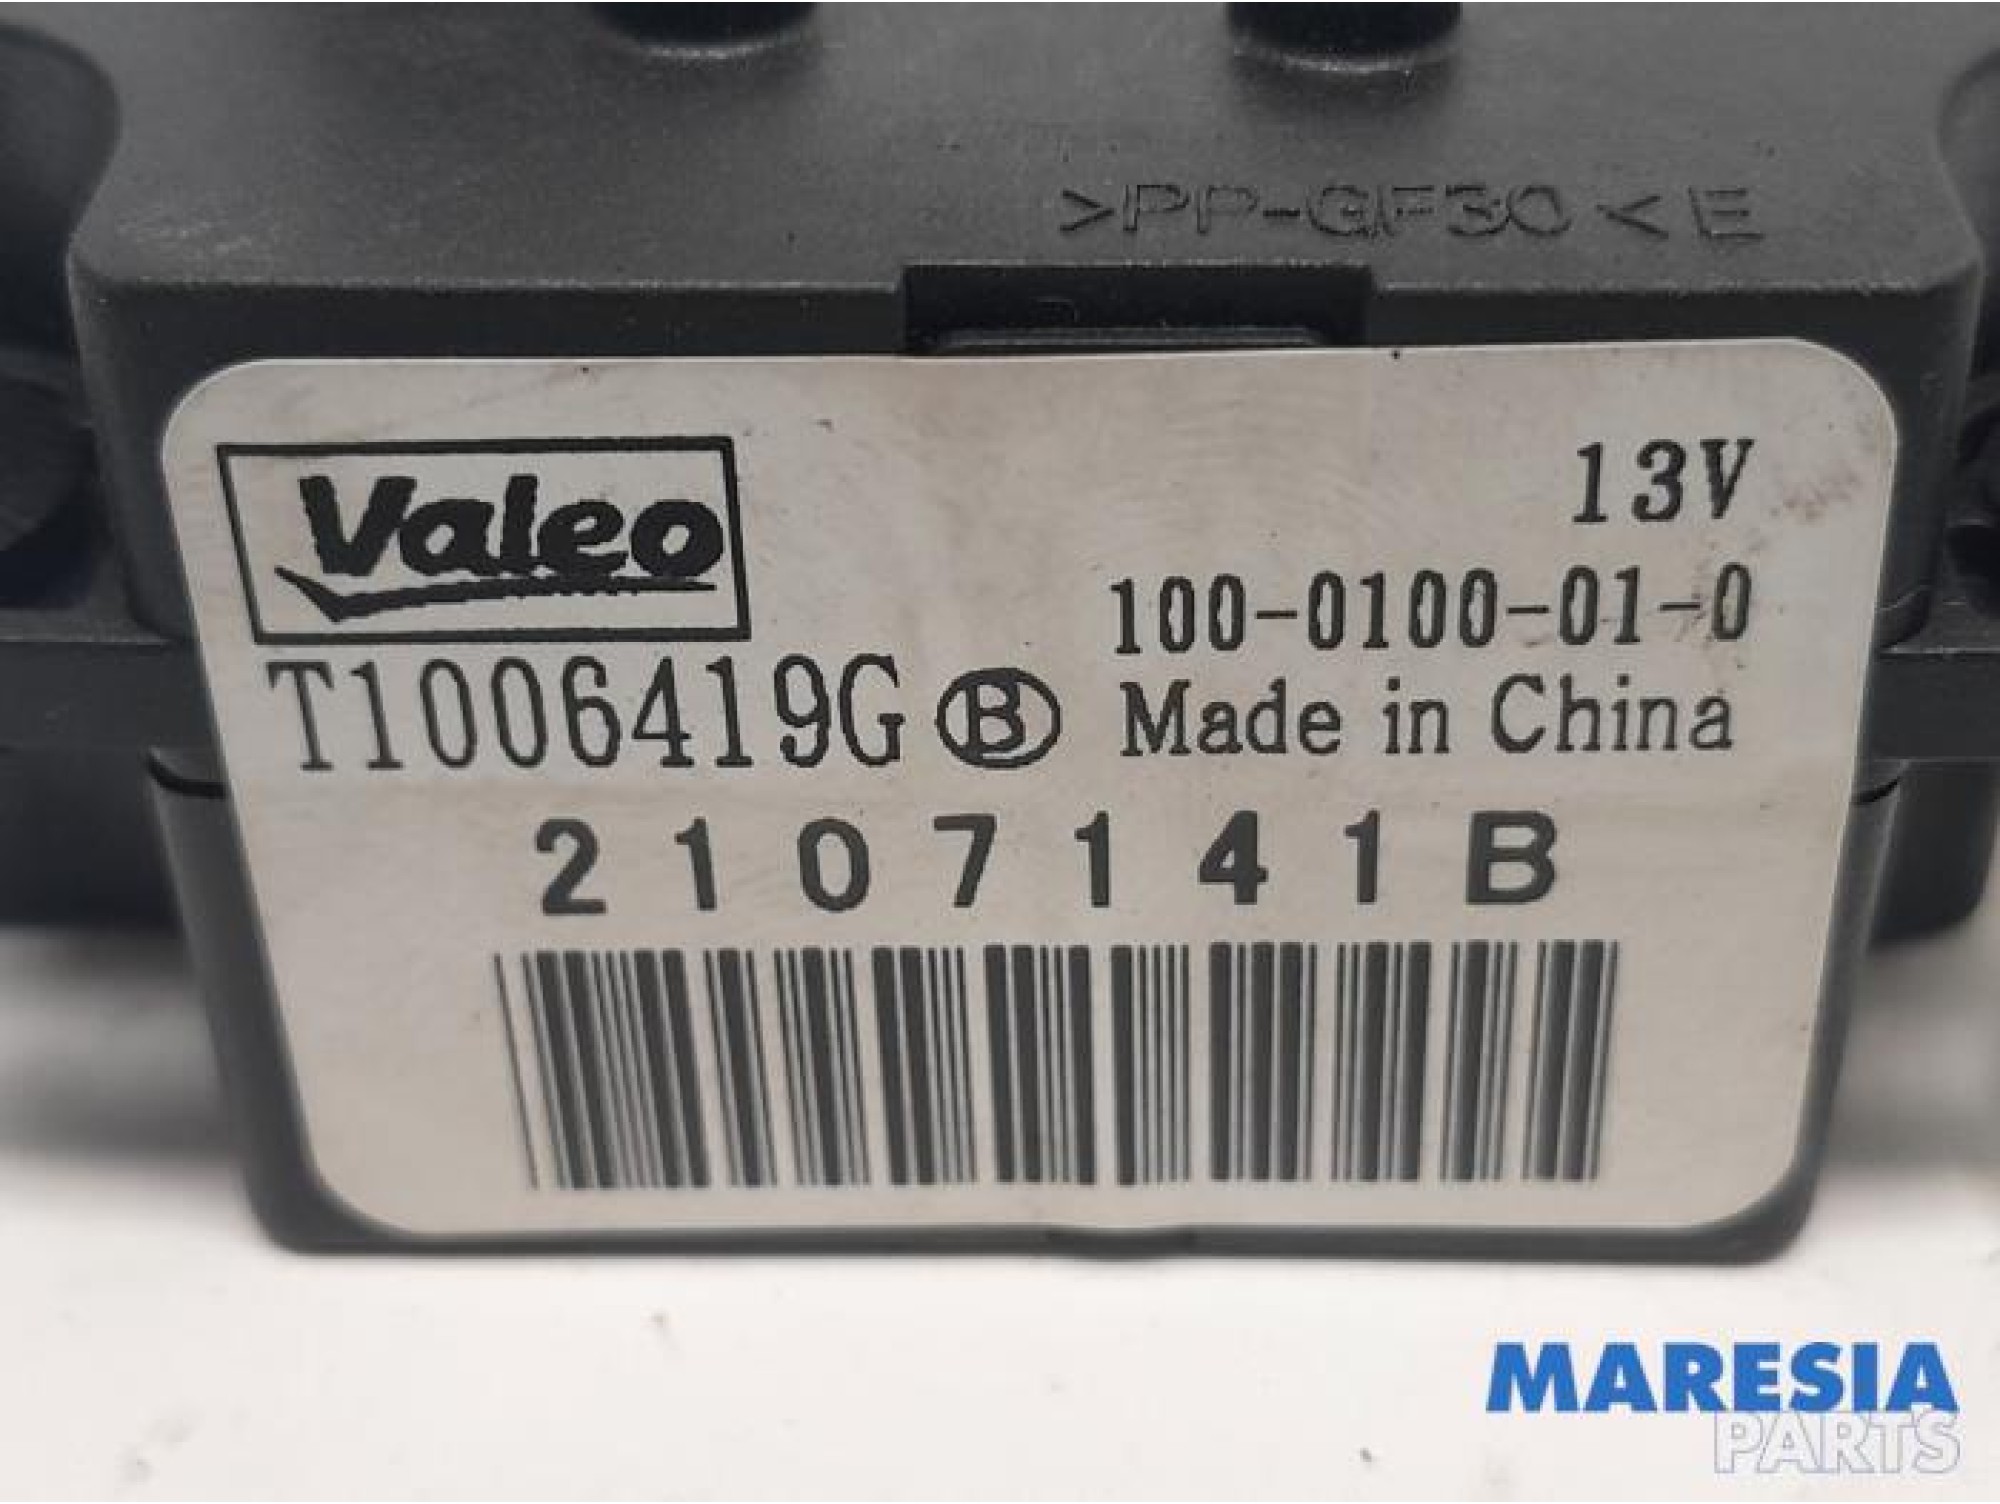 >PP-GF30<E
Valeo
13V
100-0100-01-0
T1006419G B Made in China
2107141B
MARESIA
PARTS